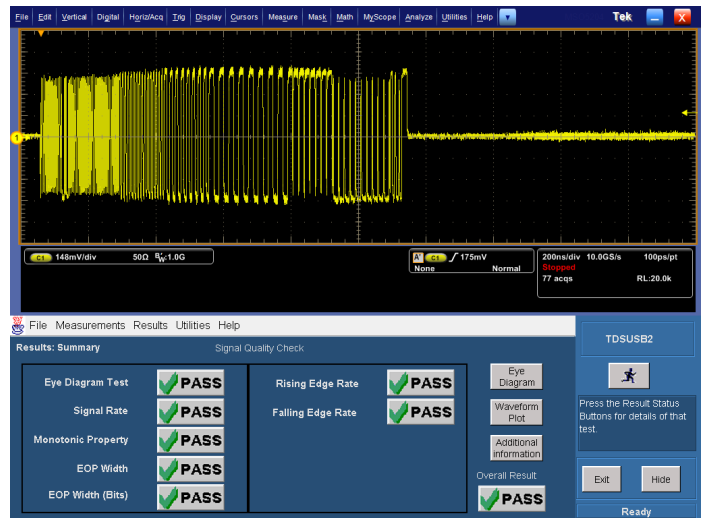 File Edit Vertical Digital Horiz/Acq Trig Display Cursors Measure Mask Math MyScope Analyze Utilities Help Tek X
1
C1 148mV/div 50Ω BW:1.0G
A' C1 175mV
None Normal
200ns/div 10.0GS/s 100ps/pt
Stopped
77 acqs RL:20.0k
File Measurements Results Utilities Help
TDSUSB2
Results: Summary Signal Quality Check
Eye Diagram Test PASS
Signal Rate PASS
Monotonic Property PASS
EOP Width PASS
EOP Width (Bits) PASS
Rising Edge Rate PASS
Falling Edge Rate PASS
Eye
Diagram
Waveform
Plot
Additional
information
Overall Result
PASS
Press the Result Status
Buttons for details of that
test.
Exit Hide
Ready